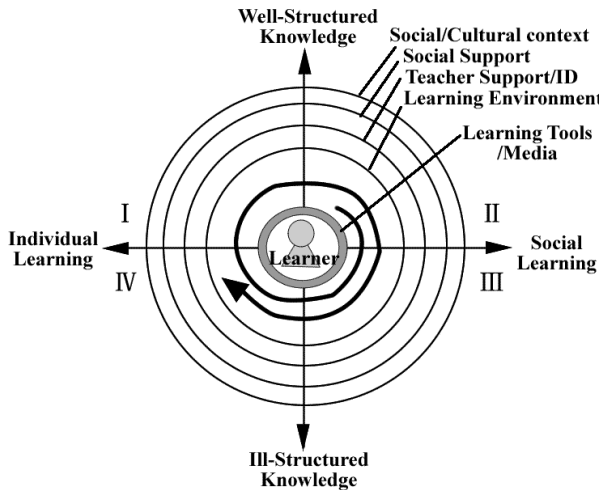 Well-Structured
Knowledge
Social/Cultural context
Social Support
Teacher Support/ID
Learning Environment
Learning Tools
/Media
I
II
Individual
Learning
Learner
Social
Learning
IV
III
Ill-Structured
Knowledge